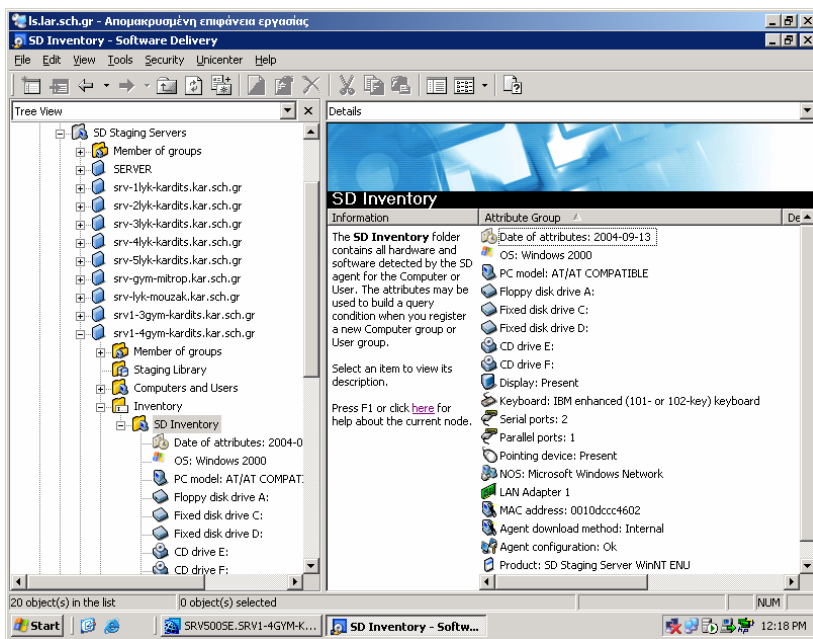 ls.lar.sch.gr - Απομακρυσμένη επιφάνεια εργασίας
SD Inventory - Software Delivery
File Edit View Tools Security Unicenter Help
Tree View
SD Staging Servers
Member of groups
SERVER
srv-1lyk-kardits.kar.sch.gr
srv-2lyk-kardits.kar.sch.gr
srv-3lyk-kardits.kar.sch.gr
srv-4lyk-kardits.kar.sch.gr
srv-5lyk-kardits.kar.sch.gr
srv-gym-mitrop.kar.sch.gr
srv-lyk-mouzak.kar.sch.gr
srv1-3gym-kardits.kar.sch.gr
srv1-4gym-kardits.kar.sch.gr
Member of groups
Staging Library
Computers and Users
Inventory
SD Inventory
Date of attributes: 2004-0
OS: Windows 2000
PC model: AT/AT COMPAT
Floppy disk drive A:
Fixed disk drive C:
Fixed disk drive D:
CD drive E:
CD drive F:
Details
SD Inventory
Information
The SD Inventory folder
contains all hardware and
software detected by the SD
agent for the Computer or
User. The attributes may be
used to build a query
condition when you register
a new Computer group or
User group.
Select an item to view its
description.
Press F1 or click here for
help about the current node.
Attribute Group De
Date of attributes: 2004-09-13
OS: Windows 2000
PC model: AT/AT COMPATIBLE
Floppy disk drive A:
Fixed disk drive C:
Fixed disk drive D:
CD drive E:
CD drive F:
Display: Present
Keyboard: IBM enhanced (101- or 102-key) keyboard
Serial ports: 2
Parallel ports: 1
Pointing device: Present
NOS: Microsoft Windows Network
LAN Adapter 1
MAC address: 0010dccc4602
Agent download method: Internal
Agent configuration: Ok
Product: SD Staging Server WinNT ENU
20 object(s) in the list 0 object(s) selected NUM
Start SRV500SE.SRV1-4GYM-K... SD Inventory - Softw... 12:18 PM